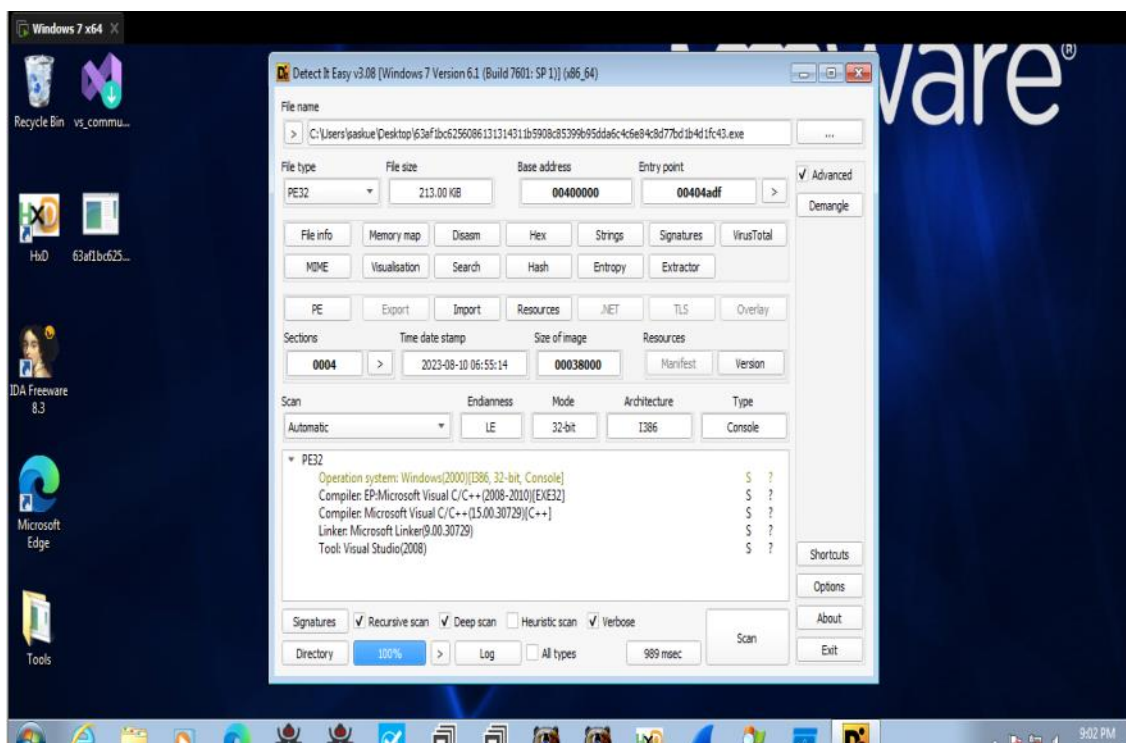 Windows 7 x64
ware®
Recycle Bin
vs_commu...
HxD
63af1bc625...
IDA Freeware
8.3
Microsoft
Edge
Tools
Detect It Easy v3.08 [Windows 7 Version 6.1 (Build 7601: SP 1)] (x86_64)
File name
> C:\Users\saskue\Desktop\63af1bc6256086131314311b5908c85399b95dda6c4c6e84c8d77bd1b4d1fc43.exe ...
File type File size Base address Entry point
PE32 213.00 KiB 00400000 00404adf >
Advanced
Demangle
File info Memory map Disasm Hex Strings Signatures VirusTotal
MIME Visualisation Search Hash Entropy Extractor
PE Export Import Resources .NET TLS Overlay
Sections Time date stamp Size of image Resources
0004 > 2023-08-10 06:55:14 00038000 Manifest Version
Scan Endianness Mode Architecture Type
Automatic LE 32-bit I386 Console
PE32
Operation system: Windows(2000)[I386, 32-bit, Console] S ?
Compiler: EP:Microsoft Visual C/C++(2008-2010)[EXE32] S ?
Compiler: Microsoft Visual C/C++(15.00.30729)[C++] S ?
Linker: Microsoft Linker(9.00.30729) S ?
Tool: Visual Studio(2008) S ?
Shortcuts
Options
About
Exit
Signatures Recursive scan Deep scan Heuristic scan Verbose
Directory 100% > Log All types 989 msec Scan
9:02 PM